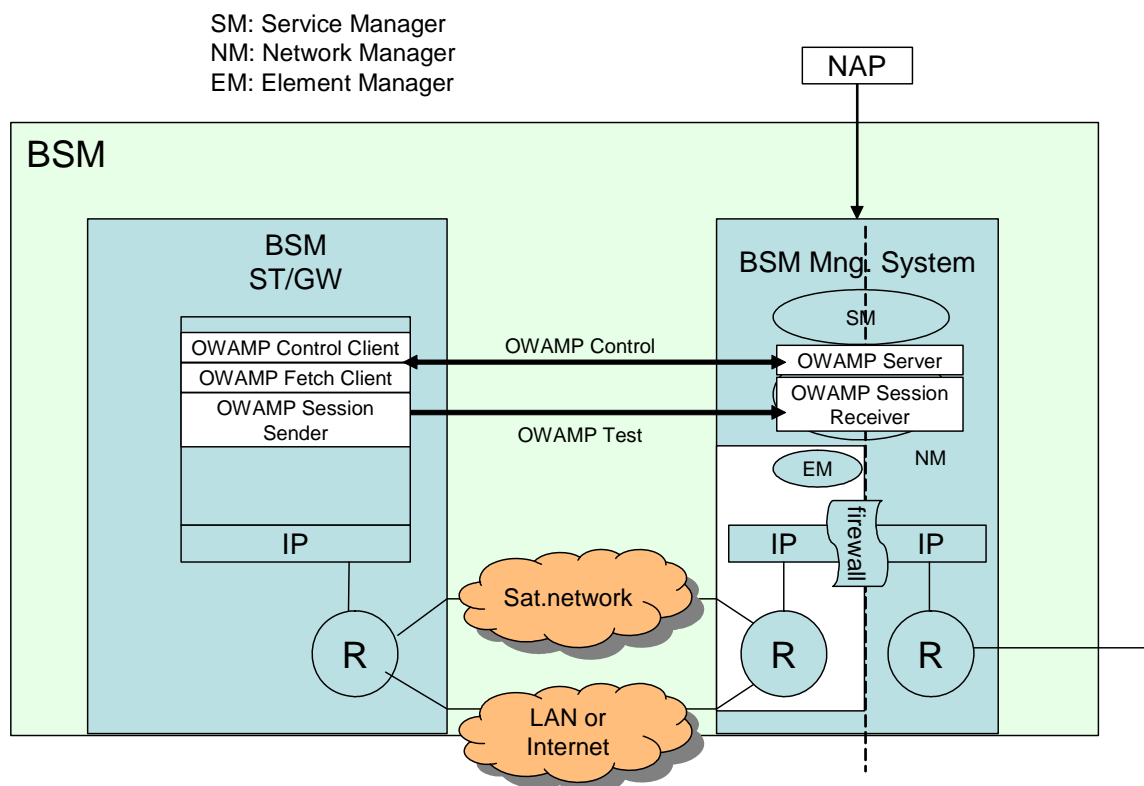 SM: Service Manager
NM: Network Manager
EM: Element Manager
NAP
BSM
BSM
ST/GW
BSM Mng. System
SM
OWAMP Control Client
OWAMP Fetch Client
OWAMP Session
Sender
OWAMP Control
OWAMP Test
OWAMP Server
OWAMP Session
Receiver
NM
EM
firewall
IP
IP
IP
Sat.network
R
R
R
LAN or
Internet